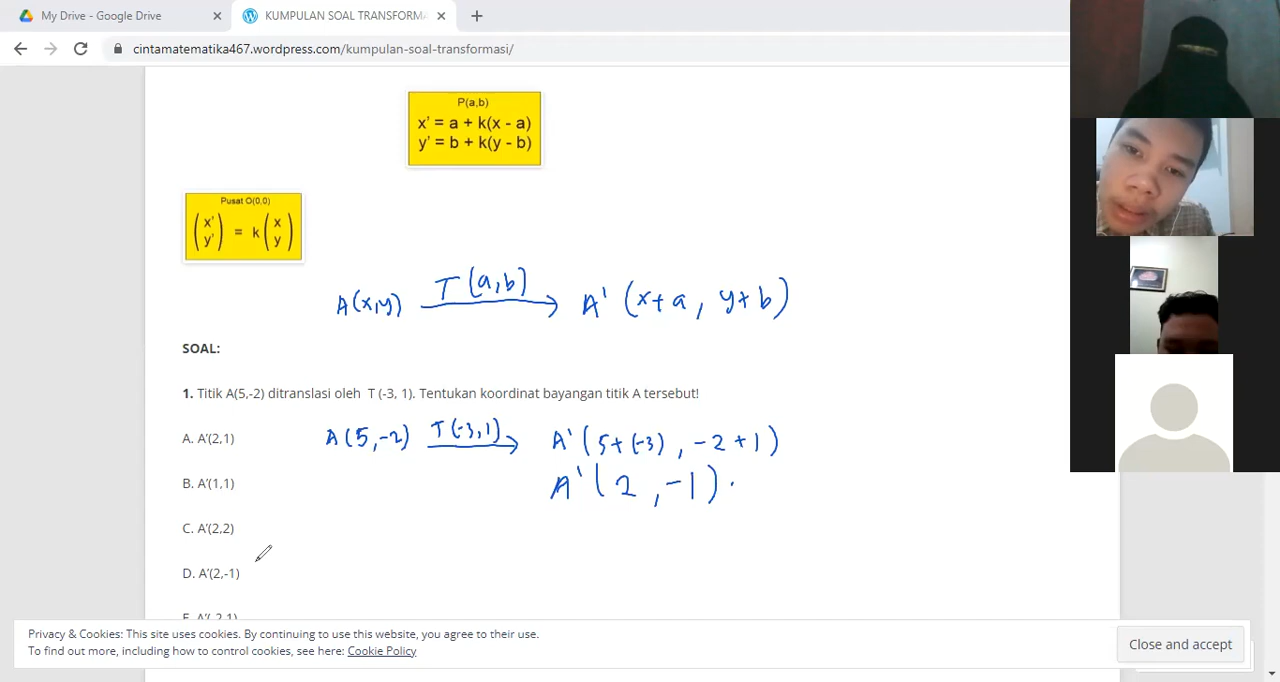 My Drive - Google Drive
KUMPULAN SOAL TRANSFORMA
cintamatematika467.wordpress.com/kumpulan-soal-transformasi/
P(a,b)
x' = a + k(x - a)
y' = b + k(y - b)
Pusat O(0,0)
(x' y') = k (x y)
A(x,y) T(a,b) → A' (x+a, y+b)
SOAL:
1. Titik A(5,-2) ditranslasi oleh T (-3, 1). Tentukan koordinat bayangan titik A tersebut!
A. A'(2,1)
A(5,-2) T(-3,1) → A'(5+(-3), -2+1)
B. A'(1,1)
A'(2,-1).
C. A'(2,2)
D. A'(2,-1)
Privacy & Cookies: This site uses cookies. By continuing to use this website, you agree to their use.
To find out more, including how to control cookies, see here: Cookie Policy
Close and accept